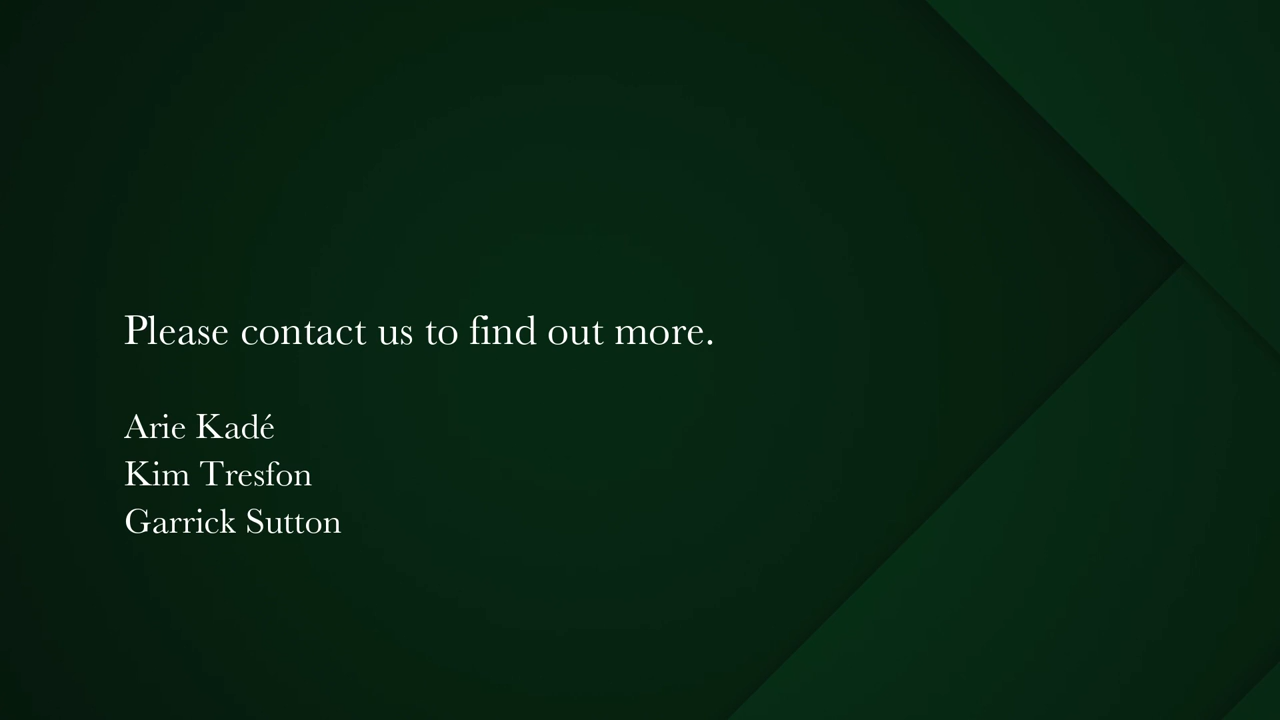 Please contact us to find out more.
Arie Kadé
Kim Tresfon
Garrick Sutton